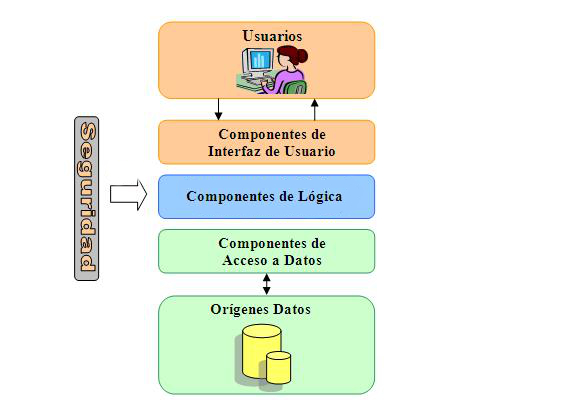 Usuarios
Componentes de
Interfaz de Usuario
Seguridad
Componentes de Lógica
Componentes de
Acceso a Datos
Orígenes Datos